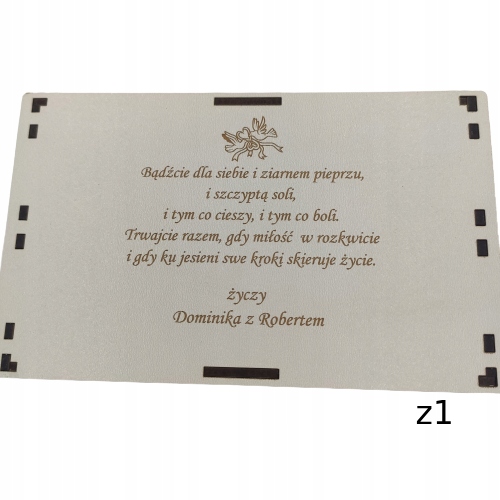 Bądźcie dla siebie i ziarnem pieprzu,
i szczyptą soli,
i tym co cieszy, i tym co boli.
Trwajcie razem, gdy miłość w rozkwicie
i gdy ku jesieni swe kroki skieruje życie.
życzy
Dominika z Robertem
z1